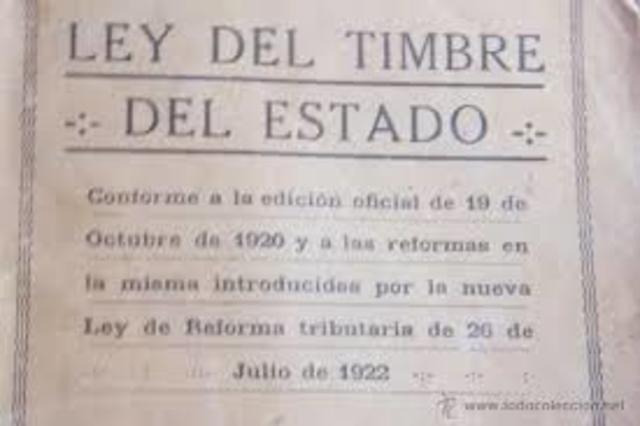 LEY DEL TIMBRE
-:- DEL ESTADO -:-
Conforme a la edición oficial de 19 de
Octubre de 1920 y a las reformas en
la misma introducidas por la nueva
Ley de Reforma tributaria de 26 de
Julio de 1922 -:- -:- :
www.todocoleccion.net